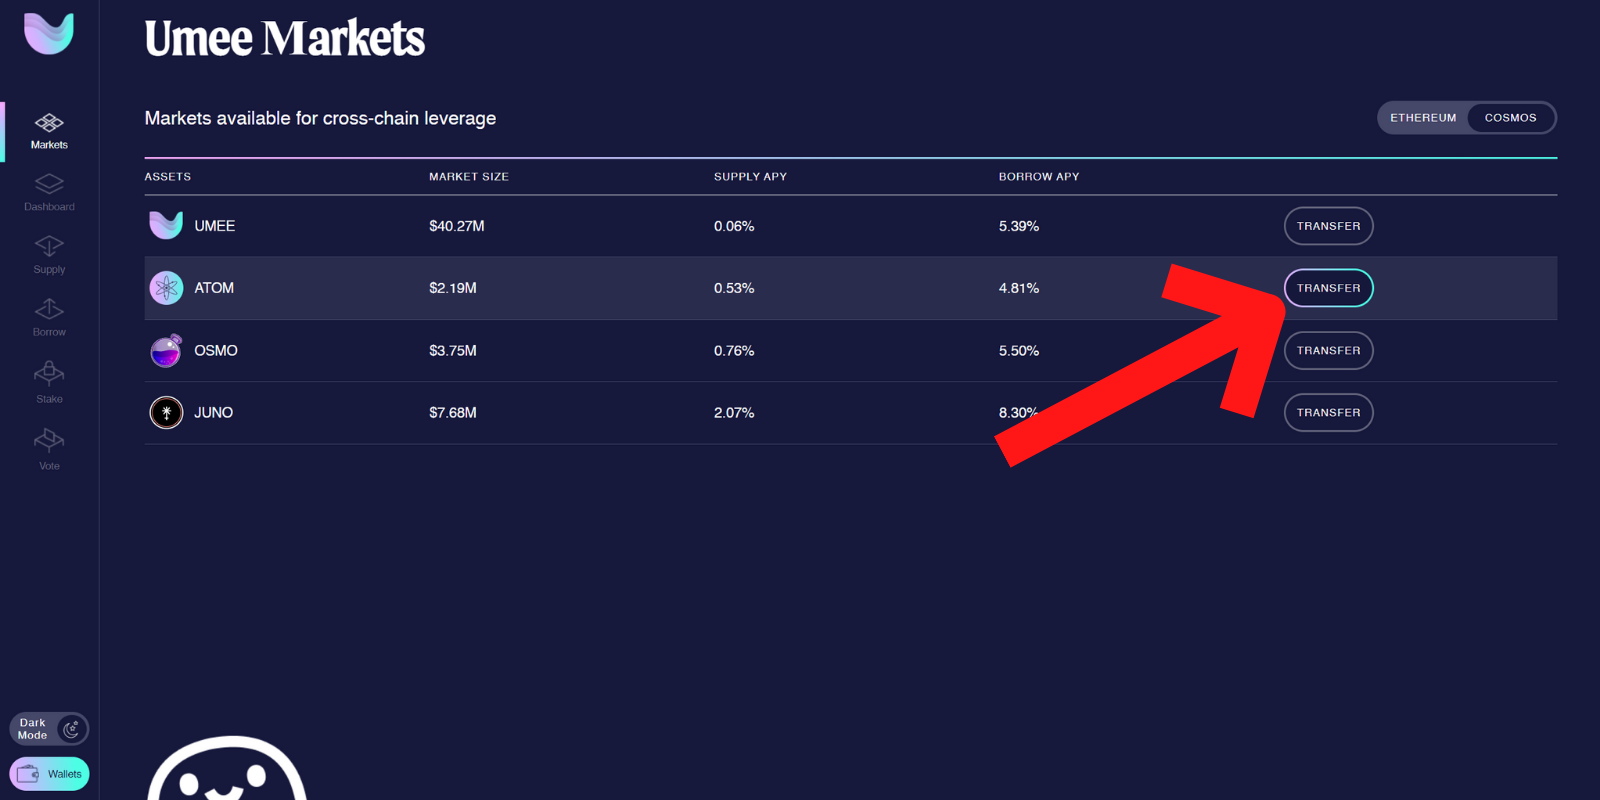 Umee Markets
Markets available for cross-chain leverage
ETHEREUM COSMOS
ASSETS MARKET SIZE SUPPLY APY BORROW APY
UMEE $40.27M 0.06% 5.39% TRANSFER
ATOM $2.19M 0.53% 4.81% TRANSFER
OSMO $3.75M 0.76% 5.50% TRANSFER
JUNO $7.68M 2.07% 8.30% TRANSFER
Markets
Dashboard
Supply
Borrow
Stake
Vote
Dark
Mode
Wallets